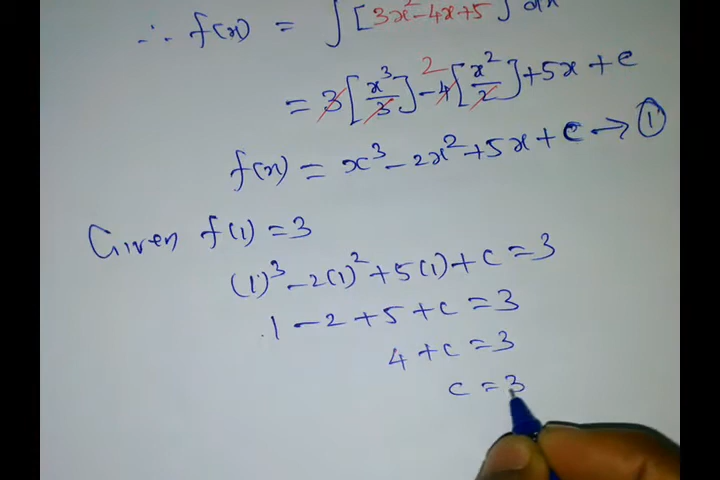 ∴ f(x) = ∫ [3x²-4x+5] dx
= 3[x³/3] - 4 2 [x²/2] + 5x + c
f(x) = x³ - 2x² + 5x + c → ①
Given f(1) = 3
(1)³ - 2(1)² + 5(1) + c = 3
1 - 2 + 5 + c = 3
4 + c = 3
c = 3